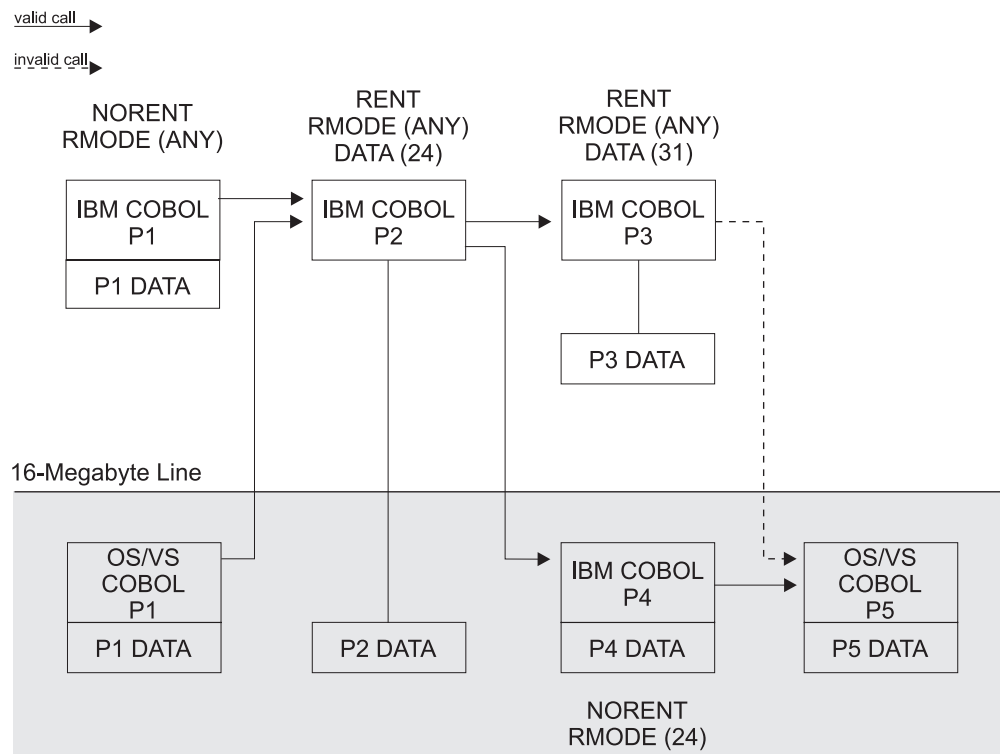 valid call
invalid call
NORENT
RMODE (ANY)
RENT
RMODE (ANY)
DATA (24)
RENT
RMODE (ANY)
DATA (31)
IBM COBOL
P1
P1 DATA
IBM COBOL
P2
IBM COBOL
P3
P3 DATA
16-Megabyte Line
OS/VS
COBOL
P1
P1 DATA
P2 DATA
IBM COBOL
P4
P4 DATA
OS/VS
COBOL
P5
P5 DATA
NORENT
RMODE (24)